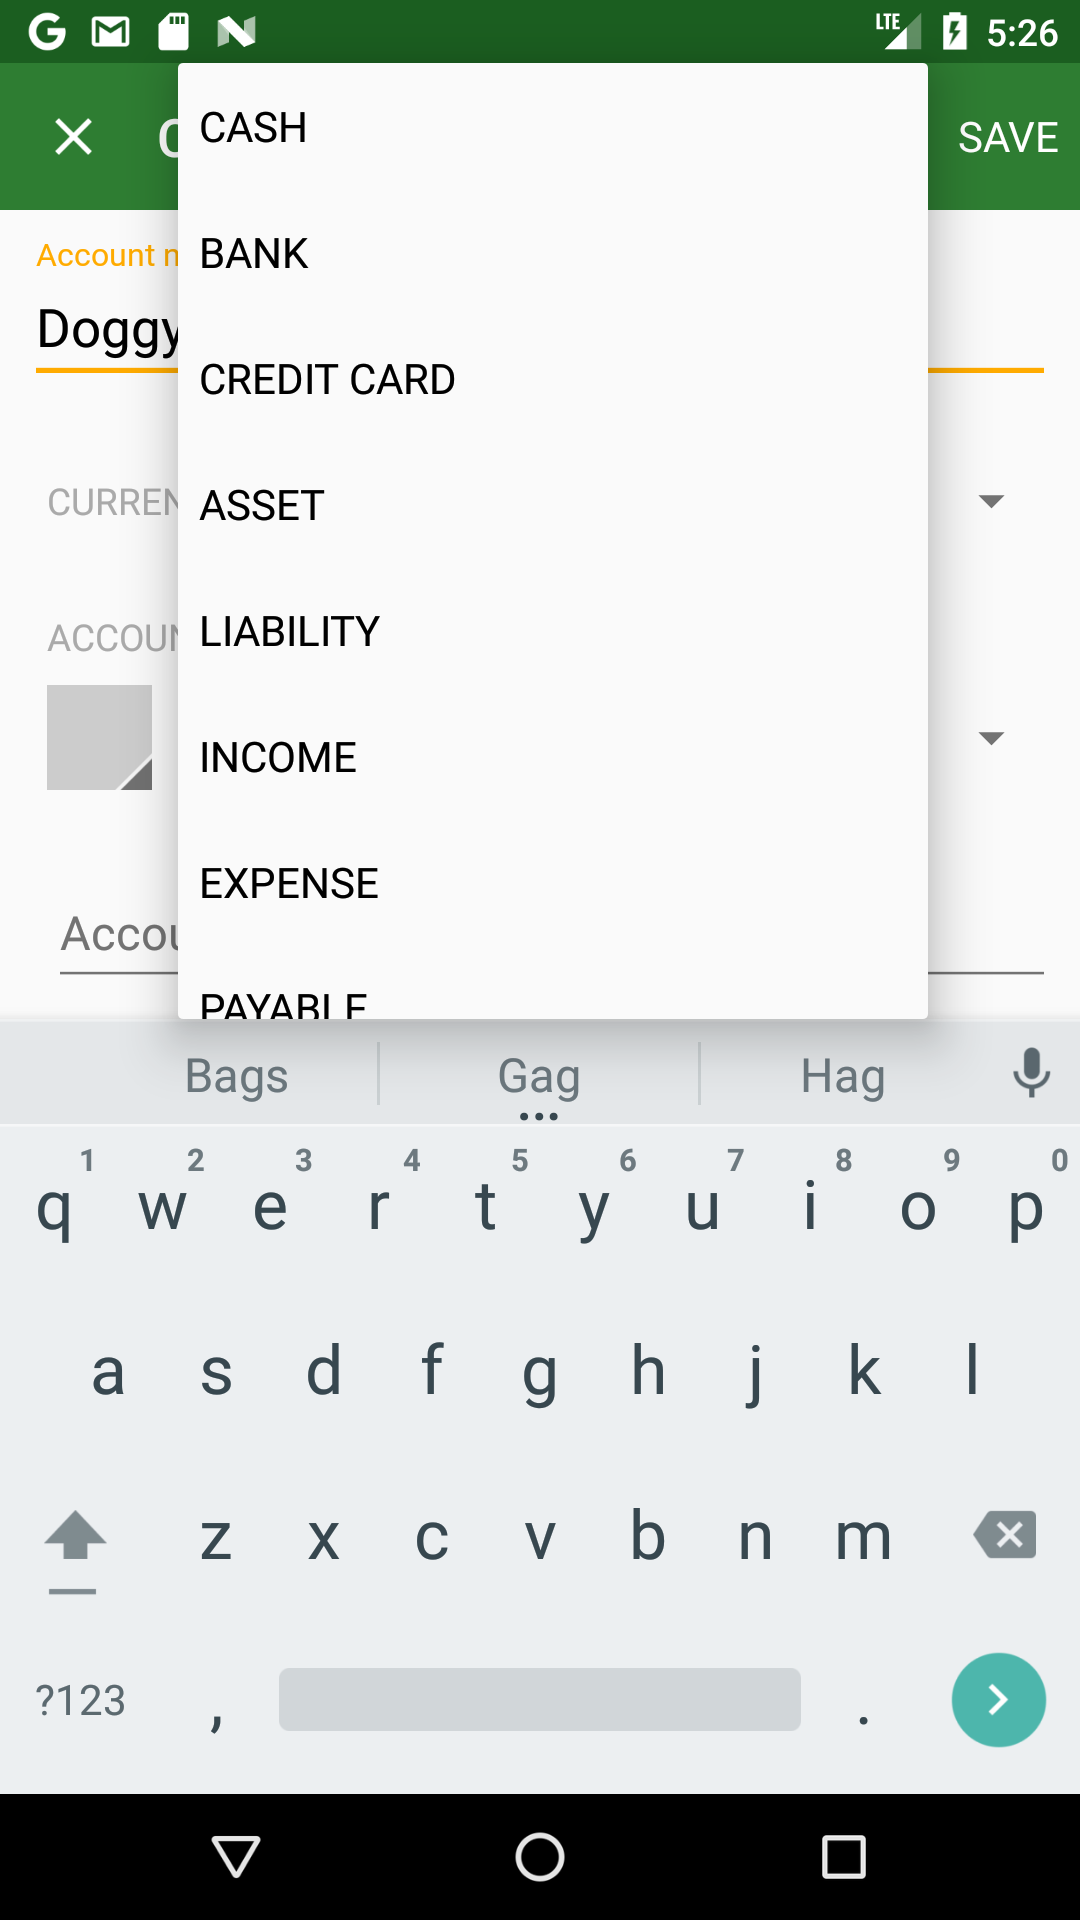 LTE 5:26
SAVE
Account n
Doggy
CURREN
ACCOUN
Accou
CASH
BANK
CREDIT CARD
ASSET
LIABILITY
INCOME
EXPENSE
PAYABLE
Bags Gag Hag
1 2 3 4 5 6 7 8 9 0
q w e r t y u i o p
a s d f g h j k l
z x c v b n m
?123 , .